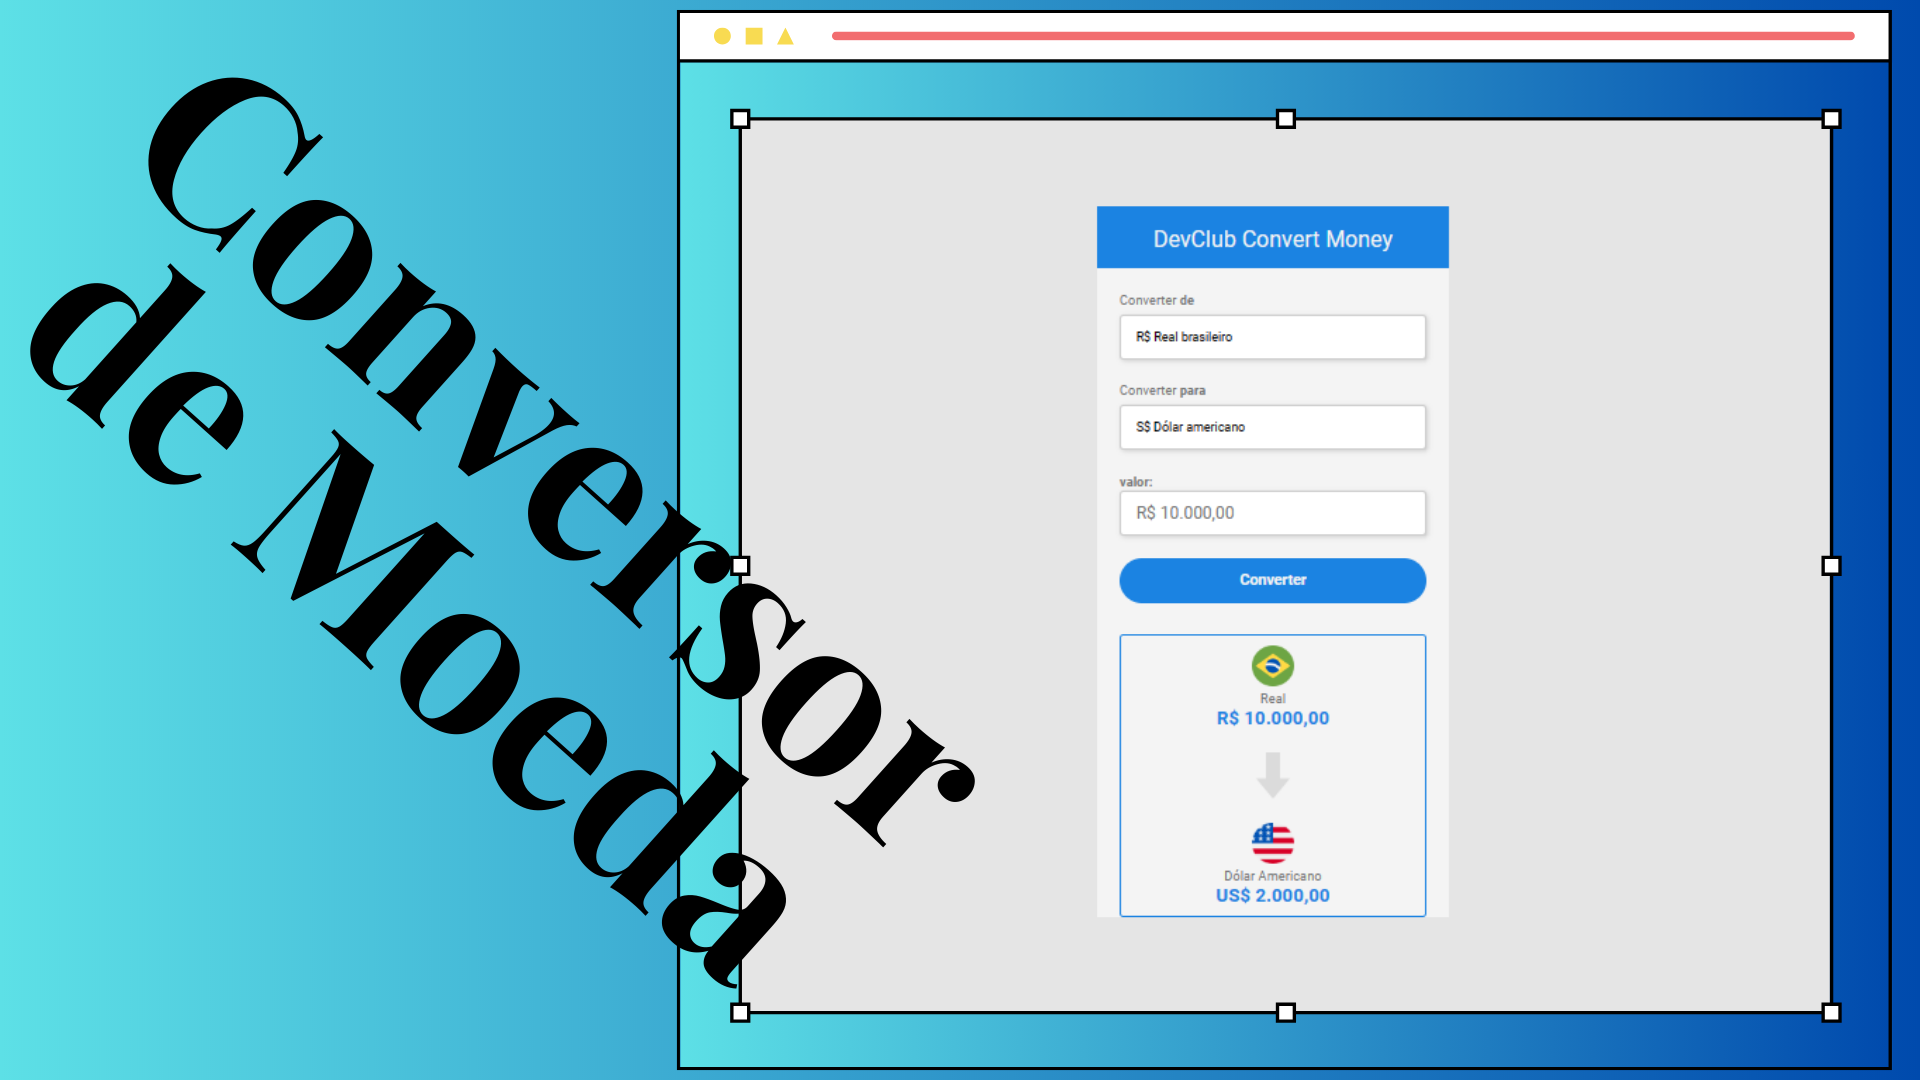 Conversor
de Moeda
DevClub Convert Money
Converter de
R$ Real brasileiro
Converter para
S$ Dólar americano
valor:
R$ 10.000,00
Converter
Real
R$ 10.000,00
Dólar Americano
US$ 2.000,00